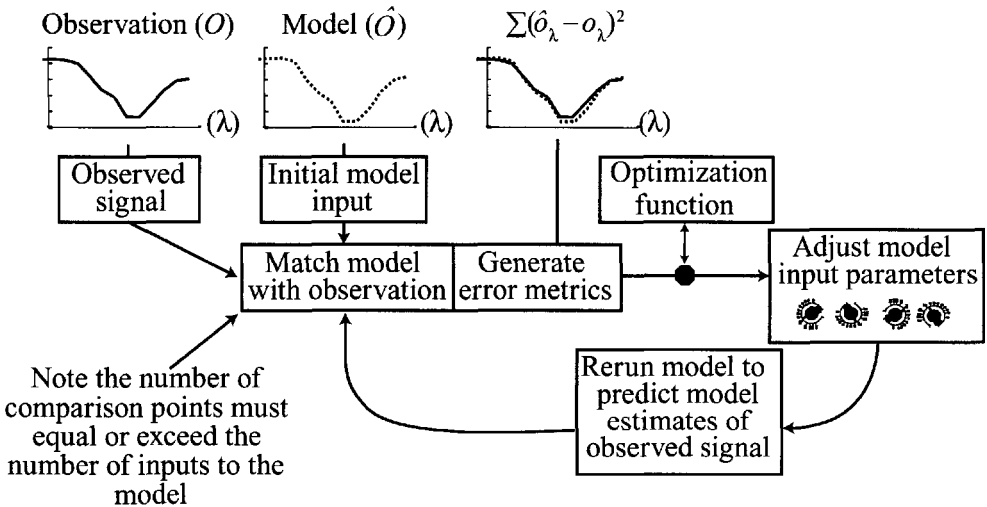 Observation (O)
Model (Ô)
∑(ô_λ – o_λ)²
(λ)
(λ)
(λ)
Observed
signal
Initial model
input
Optimization
function
Match model
with observation
Generate
error metrics
Adjust model
input parameters
Note the number of
comparison points must
equal or exceed the
number of inputs to the
model
Rerun model to
predict model
estimates of
observed signal